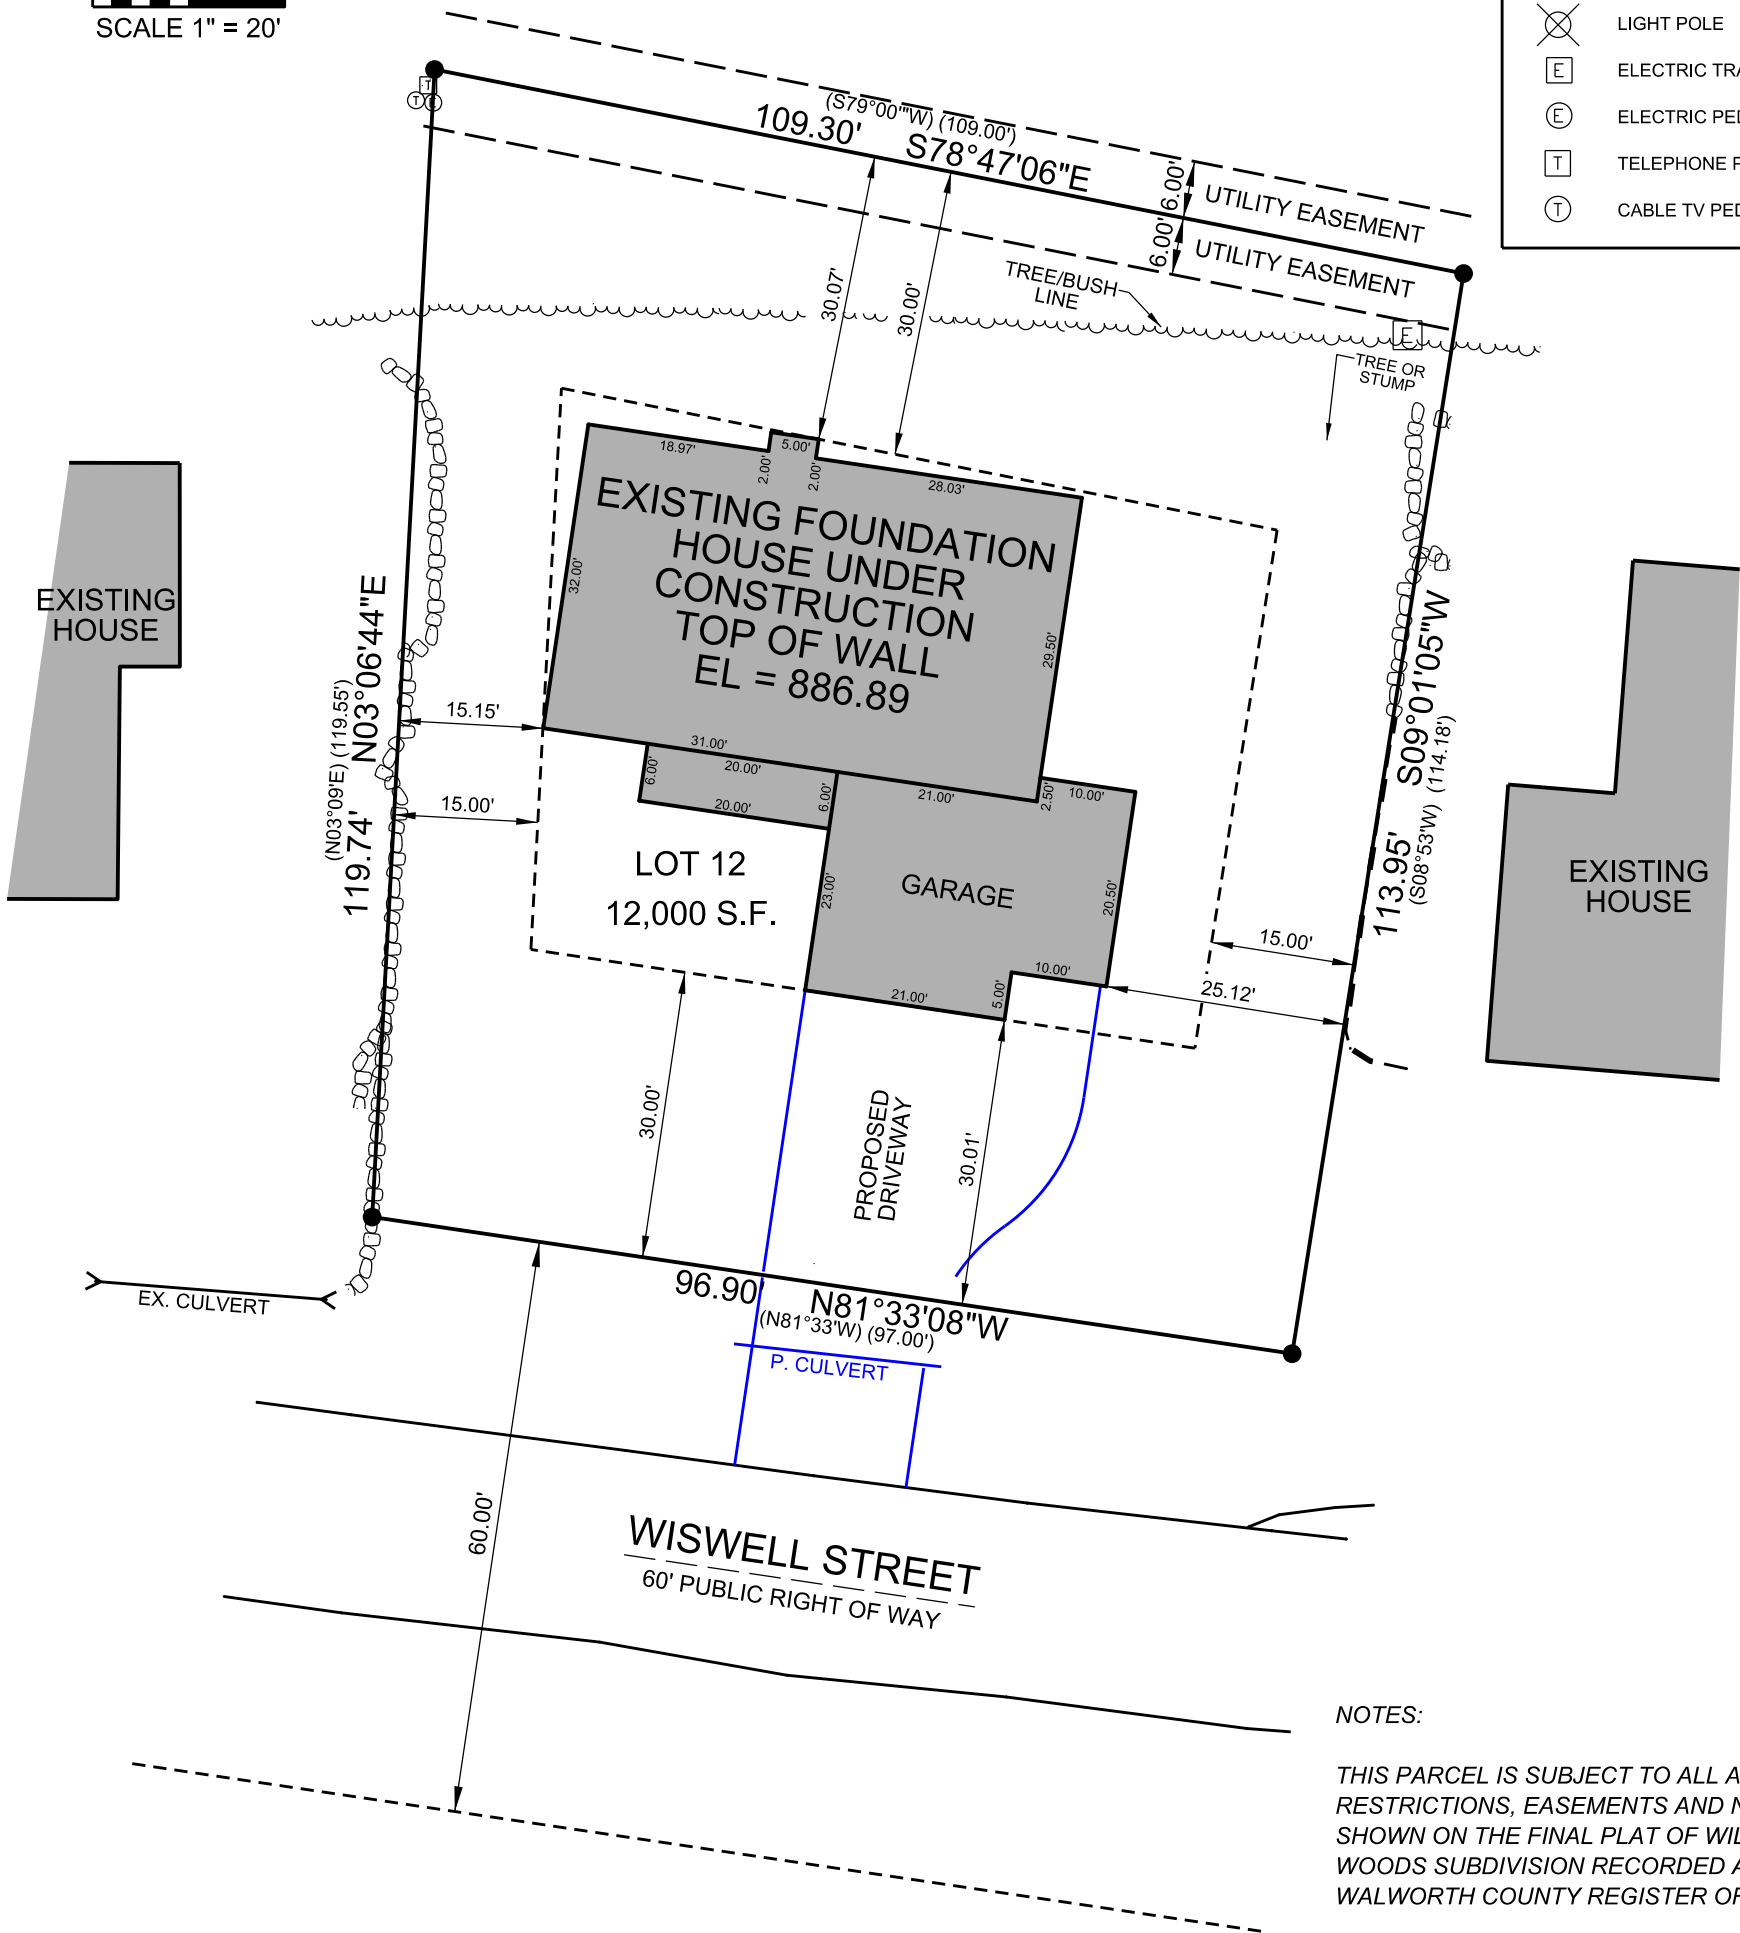 SCALE 1" = 20'
LIGHT POLE
E
ELECTRIC
E
ELECTRIC
T
TELEPHONE
T
CABLE TV
T
T
E
(S79°00'"W) (109.00')
109.30' S78°47'06"E
6.00'
UTILITY EASEMENT
6.00'
UTILITY EASEMENT
TREE/BUSH
LINE
30.07'
30.00'
E
TREE OR
STUMP
18.97'
2.00'
5.00'
2.00'
28.03'
EXISTING FOUNDATION
HOUSE UNDER
CONSTRUCTION
TOP OF WALL
EL = 886.89
32.00'
29.50'
EXISTING
HOUSE
119.74' N03°06'44"E
(N03°09'E) (119.55')
15.15'
15.00'
31.00'
6.00'
20.00'
20.00'
6.00'
21.00'
2.50'
10.00'
LOT 12
12,000 S.F.
23.00'
GARAGE
20.50'
21.00'
5.00'
10.00'
113.95' S09°01'05"W
(S08°53'W) (114.18')
15.00'
25.12'
EXISTING
HOUSE
30.00'
PROPOSED
DRIVEWAY
30.01'
EX. CULVERT
96.90' N81°33'08"W
(N81°33'W) (97.00')
P. CULVERT
60.00'
WISWELL STREET
60' PUBLIC RIGHT OF WAY
NOTES:
THIS PARCEL IS SUBJECT TO ALL
RESTRICTIONS, EASEMENTS AND
SHOWN ON THE FINAL PLAT OF
WOODS SUBDIVISION RECORDED
WALWORTH COUNTY REGISTER